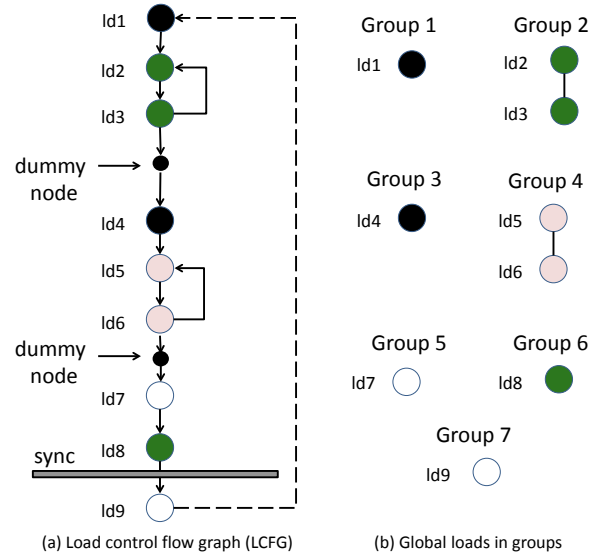 ld1
ld2
ld3
dummy
node
ld4
ld5
ld6
dummy
node
ld7
ld8
sync
ld9
(a) Load control flow graph (LCFG)
Group 1
ld1
Group 2
ld2
ld3
Group 3
ld4
Group 4
ld5
ld6
Group 5
ld7
Group 6
ld8
Group 7
ld9
(b) Global loads in groups